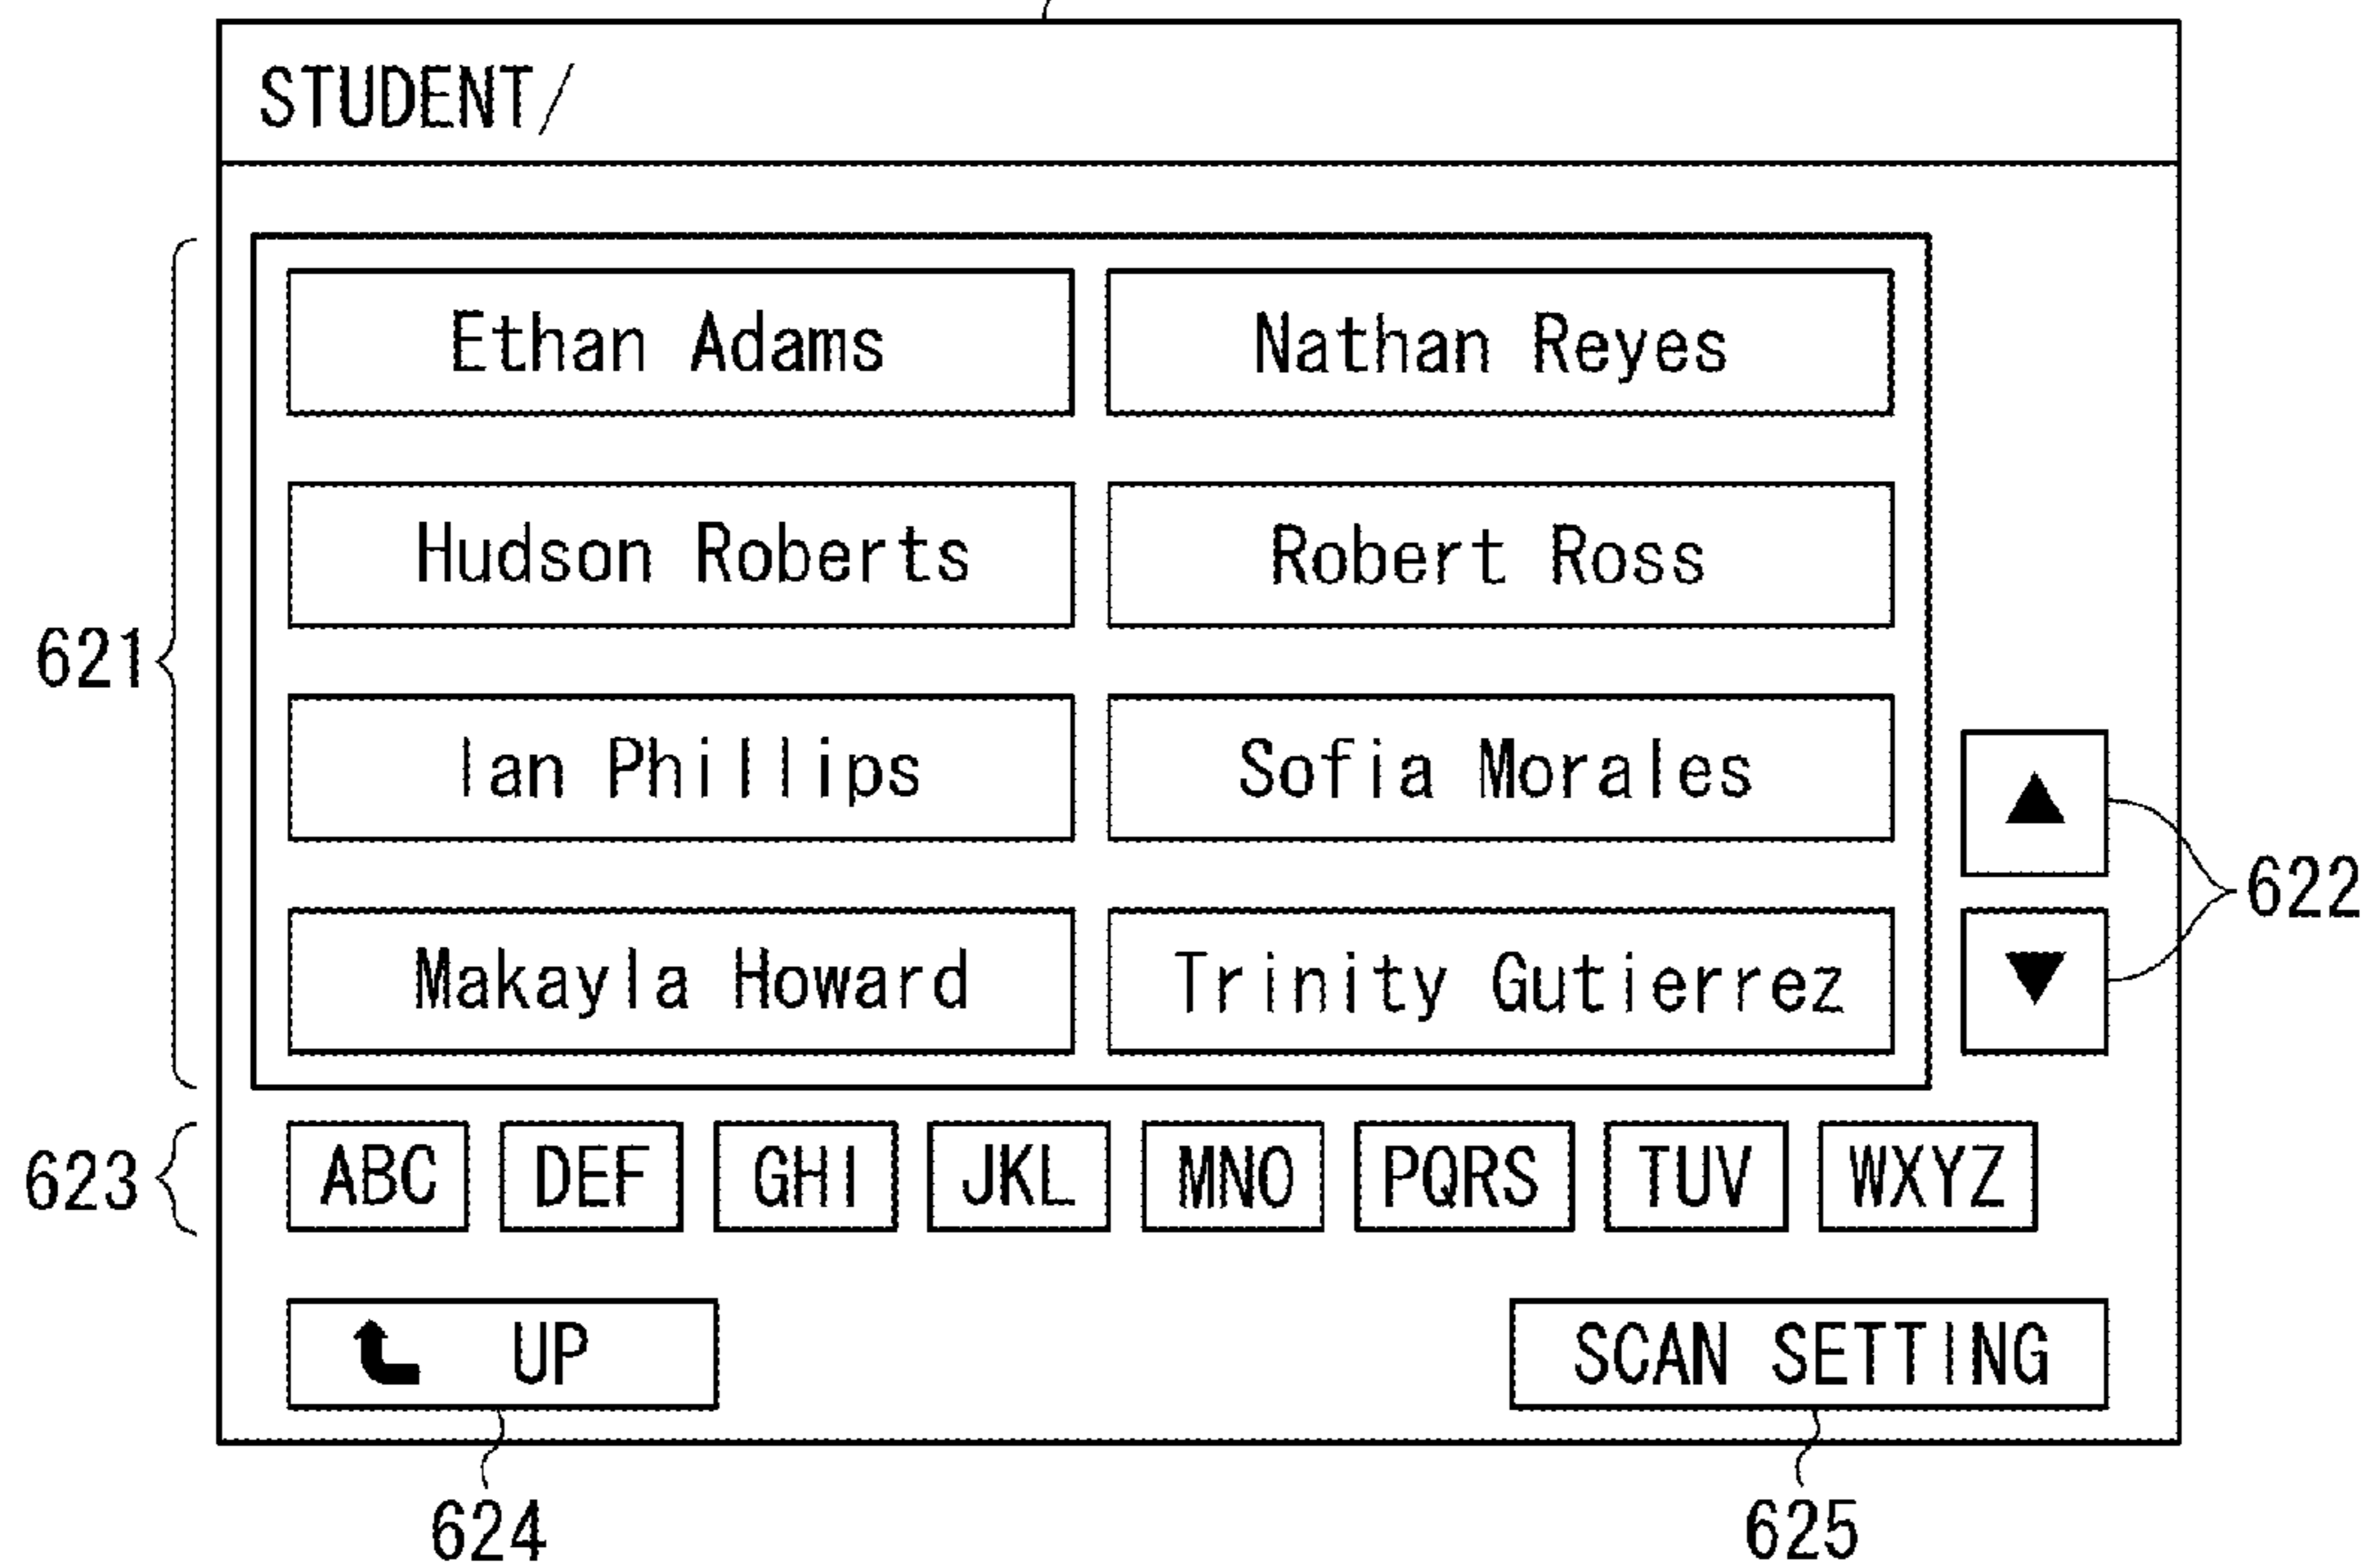 STUDENT/
Ethan Adams Nathan Reyes
Hudson Roberts Robert Ross
621
Ian Phillips Sofia Morales
▲
622
Makayla Howard Trinity Gutierrez
▼
623 ABC DEF GHI JKL MNO PQRS TUV WXYZ
UP SCAN SETTING
624 625